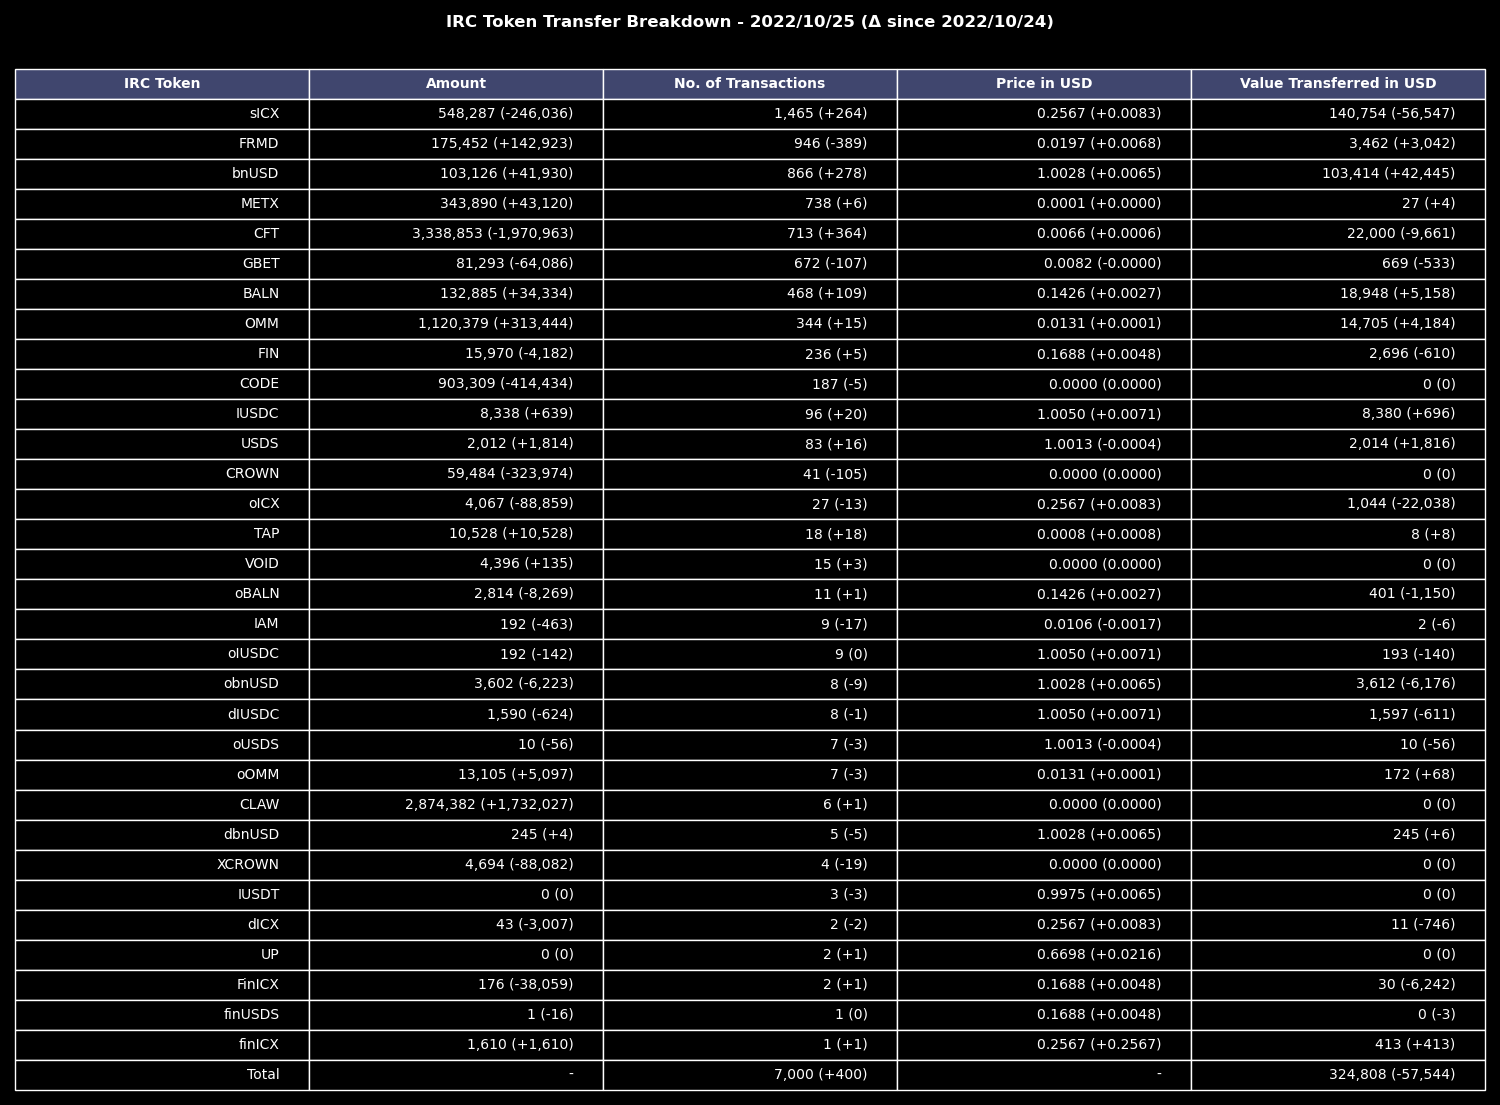 IRC Token Transfer Breakdown - 2022/10/25 (Δ since 2022/10/24)
IRC Token Amount No. of Transactions Price in USD Value Transferred in USD
sICX 548,287 (-246,036) 1,465 (+264) 0.2567 (+0.0083) 140,754 (-56,547)
FRMD 175,452 (+142,923) 946 (-389) 0.0197 (+0.0068) 3,462 (+3,042)
bnUSD 103,126 (+41,930) 866 (+278) 1.0028 (+0.0065) 103,414 (+42,445)
METX 343,890 (+43,120) 738 (+6) 0.0001 (+0.0000) 27 (+4)
CFT 3,338,853 (-1,970,963) 713 (+364) 0.0066 (+0.0006) 22,000 (-9,661)
GBET 81,293 (-64,086) 672 (-107) 0.0082 (-0.0000) 669 (-533)
BALN 132,885 (+34,334) 468 (+109) 0.1426 (+0.0027) 18,948 (+5,158)
OMM 1,120,379 (+313,444) 344 (+15) 0.0131 (+0.0001) 14,705 (+4,184)
FIN 15,970 (-4,182) 236 (+5) 0.1688 (+0.0048) 2,696 (-610)
CODE 903,309 (-414,434) 187 (-5) 0.0000 (0.0000) 0 (0)
IUSDC 8,338 (+639) 96 (+20) 1.0050 (+0.0071) 8,380 (+696)
USDS 2,012 (+1,814) 83 (+16) 1.0013 (-0.0004) 2,014 (+1,816)
CROWN 59,484 (-323,974) 41 (-105) 0.0000 (0.0000) 0 (0)
oICX 4,067 (-88,859) 27 (-13) 0.2567 (+0.0083) 1,044 (-22,038)
TAP 10,528 (+10,528) 18 (+18) 0.0008 (+0.0008) 8 (+8)
VOID 4,396 (+135) 15 (+3) 0.0000 (0.0000) 0 (0)
oBALN 2,814 (-8,269) 11 (+1) 0.1426 (+0.0027) 401 (-1,150)
IAM 192 (-463) 9 (-17) 0.0106 (-0.0017) 2 (-6)
oIUSDC 192 (-142) 9 (0) 1.0050 (+0.0071) 193 (-140)
obnUSD 3,602 (-6,223) 8 (-9) 1.0028 (+0.0065) 3,612 (-6,176)
dIUSDC 1,590 (-624) 8 (-1) 1.0050 (+0.0071) 1,597 (-611)
oUSDS 10 (-56) 7 (-3) 1.0013 (-0.0004) 10 (-56)
oOMM 13,105 (+5,097) 7 (-3) 0.0131 (+0.0001) 172 (+68)
CLAW 2,874,382 (+1,732,027) 6 (+1) 0.0000 (0.0000) 0 (0)
dbnUSD 245 (+4) 5 (-5) 1.0028 (+0.0065) 245 (+6)
XCROWN 4,694 (-88,082) 4 (-19) 0.0000 (0.0000) 0 (0)
IUSDT 0 (0) 3 (-3) 0.9975 (+0.0065) 0 (0)
dICX 43 (-3,007) 2 (-2) 0.2567 (+0.0083) 11 (-746)
UP 0 (0) 2 (+1) 0.6698 (+0.0216) 0 (0)
FinICX 176 (-38,059) 2 (+1) 0.1688 (+0.0048) 30 (-6,242)
finUSDS 1 (-16) 1 (0) 0.1688 (+0.0048) 0 (-3)
finICX 1,610 (+1,610) 1 (+1) 0.2567 (+0.2567) 413 (+413)
Total - 7,000 (+400) - 324,808 (-57,544)